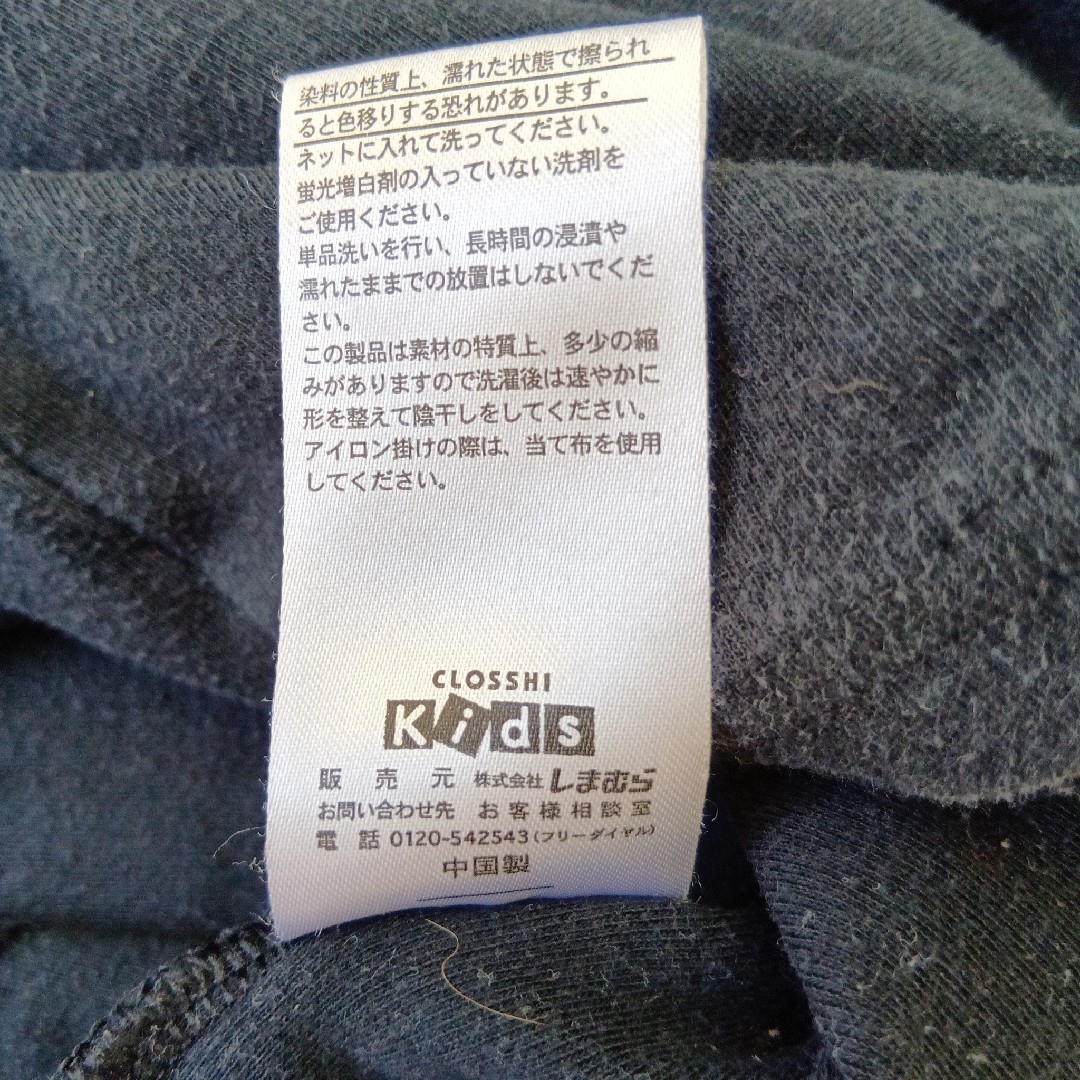 染料の性質上、濡れた状態で擦られ
ると色移りする恐れがあります。
ネットに入れて洗ってください。
蛍光増白剤の入っていない洗剤を
ご使用ください。
単品洗いを行い、長時間の浸漬や
濡れたままでの放置はしないでくだ
さい。
この製品は素材の特質上、多少の縮
みがありますので洗濯後は速やかに
形を整えて陰干しをしてください。
アイロン掛けの際は、当て布を使用
してください。
CLOSSHI
Kids
販売元 株式会社しまむら
お問い合わせ先 お客様相談室
電話 0120-542543(フリーダイヤル)
中国製